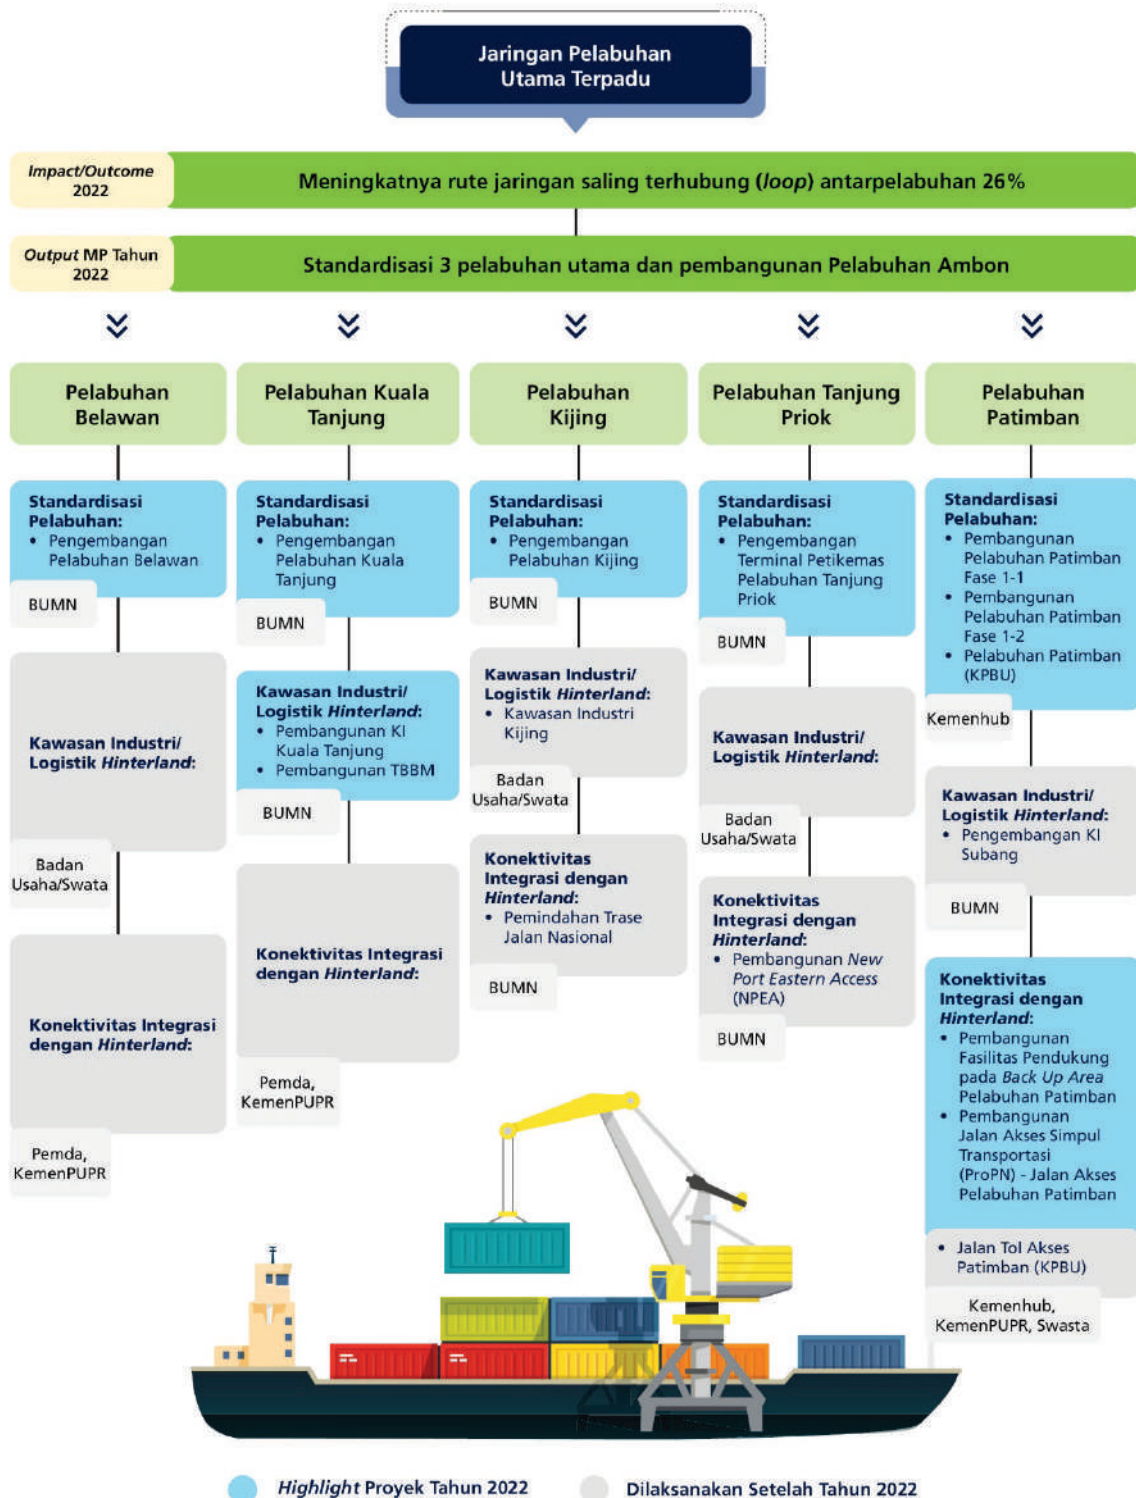 Jaringan Pelabuhan
Utama Terpadu
Impact/Outcome
2022
Meningkatnya rute jaringan saling terhubung (loop) antarpelabuhan 26%
Output MP Tahun
2022
Standardisasi 3 pelabuhan utama dan pembangunan Pelabuhan Ambon
Pelabuhan
Belawan
Standardisasi
Pelabuhan:
• Pengembangan
Pelabuhan Belawan
BUMN
Kawasan Industri/
Logistik Hinterland:
Badan
Usaha/Swata
Konektivitas Integrasi
dengan Hinterland:
Pemda,
KemenPUPR
Pelabuhan Kuala
Tanjung
Standardisasi
Pelabuhan:
• Pengembangan
Pelabuhan Kuala
Tanjung
BUMN
Kawasan Industri/
Logistik Hinterland:
• Pembangunan KI
Kuala Tanjung
• Pembangunan TBBM
BUMN
Konektivitas Integrasi
dengan Hinterland:
Pemda,
KemenPUPR
Pelabuhan
Kijing
Standardisasi
Pelabuhan:
• Pengembangan
Pelabuhan Kijing
BUMN
Kawasan Industri/
Logistik Hinterland:
• Kawasan Industri
Kijing
Badan
Usaha/Swata
Konektivitas
Integrasi dengan
Hinterland:
• Pemindahan Trase
Jalan Nasional
BUMN
Pelabuhan Tanjung
Priok
Standardisasi
Pelabuhan:
• Pengembangan
Terminal Petikemas
Pelabuhan Tanjung
Priok
BUMN
Kawasan Industri/
Logistik Hinterland:
Badan
Usaha/Swata
Konektivitas
Integrasi dengan
Hinterland:
• Pembangunan New
Port Eastern Access
(NPEA)
BUMN
Pelabuhan
Patimban
Standardisasi
Pelabuhan:
• Pembangunan
Pelabuhan Patimban
Fase 1-1
• Pembangunan
Pelabuhan Patimban
Fase 1-2
• Pelabuhan Patimban
(KPBU)
Kemenhub
Kawasan Industri/
Logistik Hinterland:
• Pengembangan KI
Subang
BUMN
Konektivitas
Integrasi dengan
Hinterland:
• Pembangunan
Fasilitas Pendukung
pada Back Up Area
Pelabuhan Patimban
• Pembangunan
Jalan Akses Simpul
Transportasi
(ProPN) - Jalan Akses
Pelabuhan Patimban
• Jalan Tol Akses
Patimban (KPBU)
Kemenhub,
KemenPUPR, Swasta
Highlight Proyek Tahun 2022
Dilaksanakan Setelah Tahun 2022